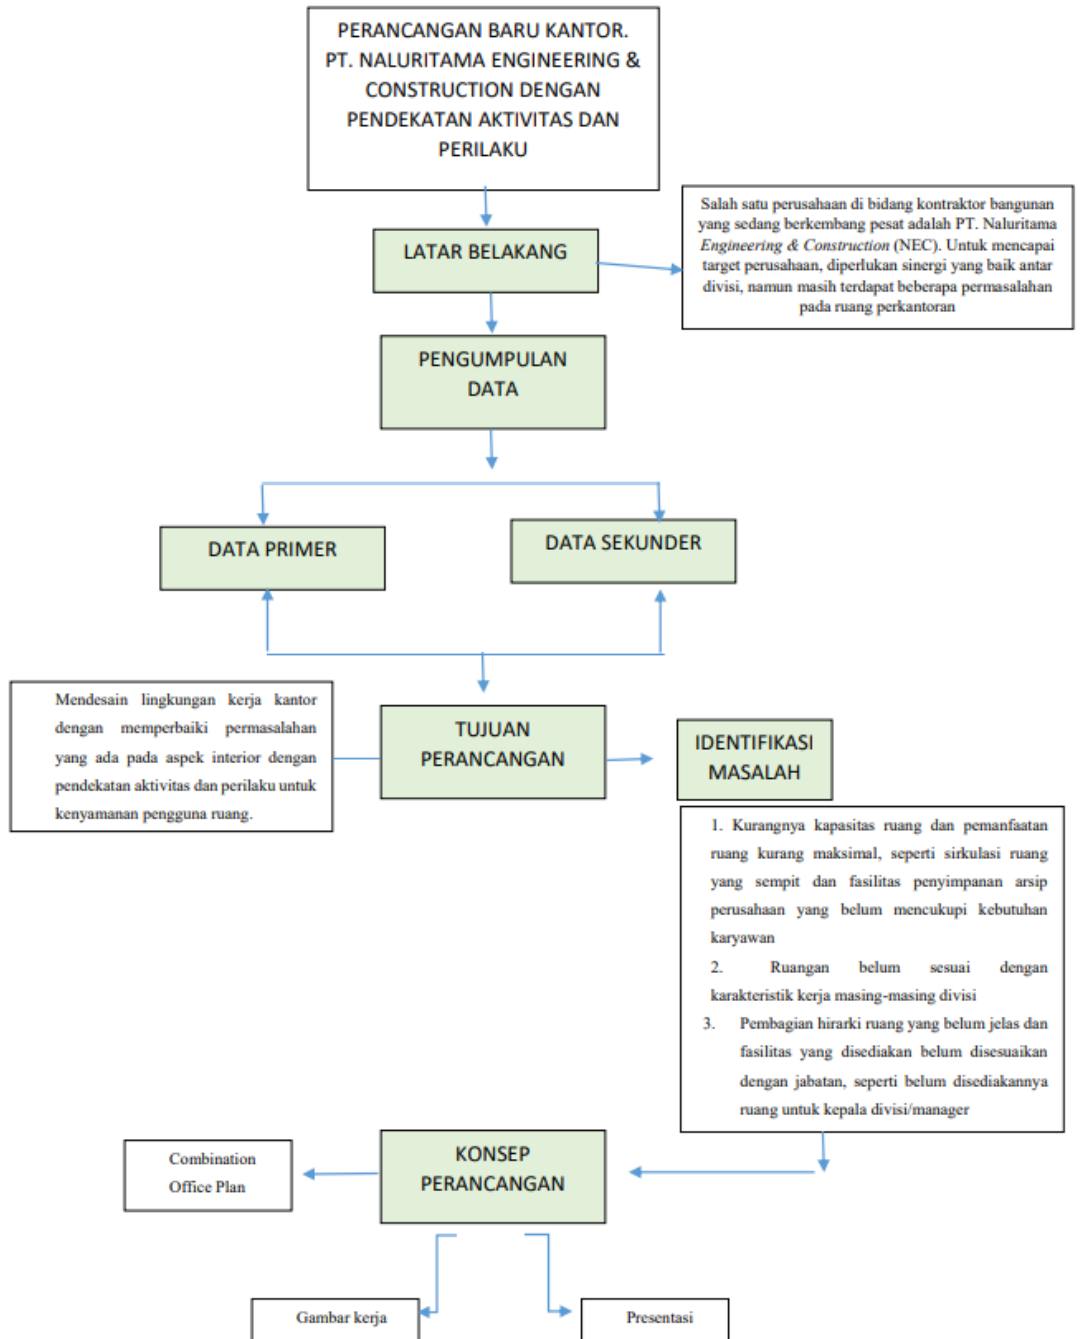 PERANCANGAN BARU KANTOR.
PT. NALURITAMA ENGINEERING &
CONSTRUCTION DENGAN
PENDEKATAN AKTIVITAS DAN
PERILAKU
LATAR BELAKANG
Salah satu perusahaan di bidang kontraktor bangunan
yang sedang berkembang pesat adalah PT. Naluritama
Engineering & Construction (NEC). Untuk mencapai
target perusahaan, diperlukan sinergi yang baik antar
divisi, namun masih terdapat beberapa permasalahan
pada ruang perkantoran
PENGUMPULAN
DATA
DATA PRIMER
DATA SEKUNDER
Mendesain lingkungan kerja kantor
dengan memperbaiki permasalahan
yang ada pada aspek interior dengan
pendekatan aktivitas dan perilaku untuk
kenyamanan pengguna ruang.
TUJUAN
PERANCANGAN
IDENTIFIKASI
MASALAH
1. Kurangnya kapasitas ruang dan pemanfaatan
ruang kurang maksimal, seperti sirkulasi ruang
yang sempit dan fasilitas penyimpanan arsip
perusahaan yang belum mencukupi kebutuhan
karyawan
2. Ruangan belum sesuai dengan
karakteristik kerja masing-masing divisi
3. Pembagian hirarki ruang yang belum jelas dan
fasilitas yang disediakan belum disesuaikan
dengan jabatan, seperti belum disediakannya
ruang untuk kepala divisi/manager
KONSEP
PERANCANGAN
Combination
Office Plan
Gambar kerja
Presentasi